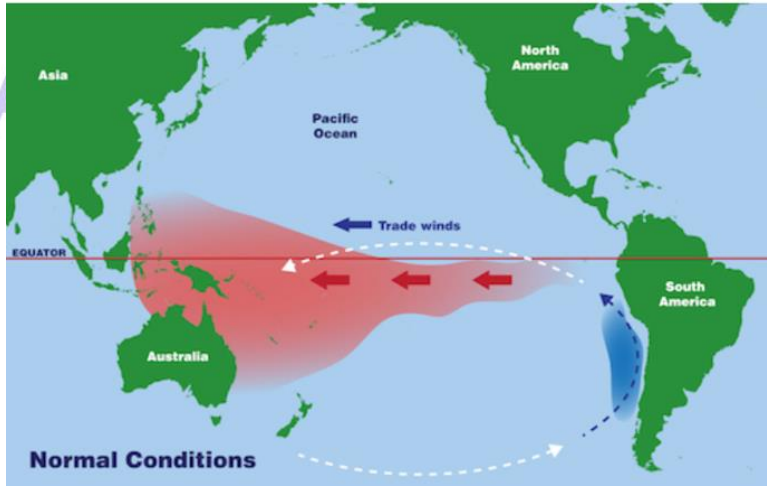 Asia
North
America
Pacific
Ocean
Trade winds
EQUATOR
South
America
Australia
Normal Conditions